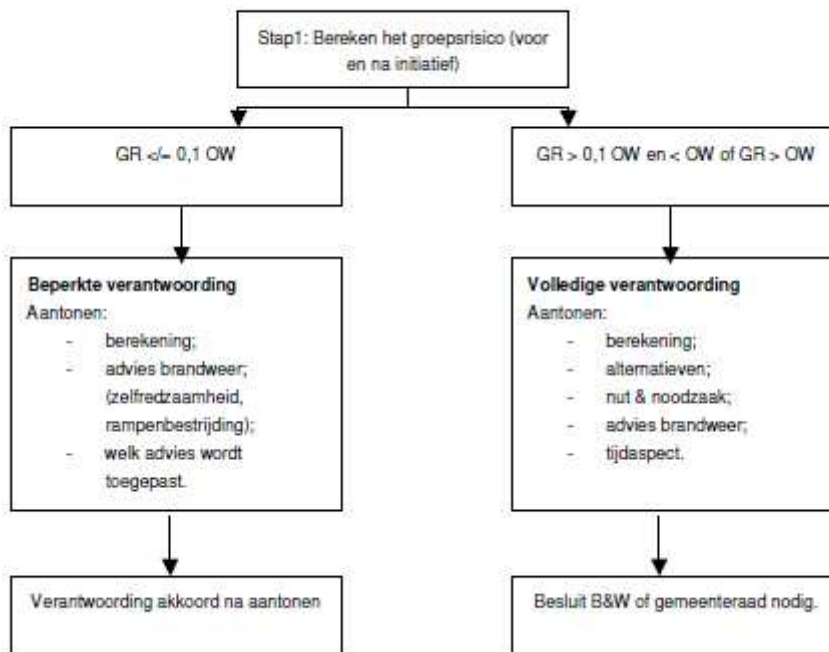 Stap1: Bereken het groepsrisico (voor
en na initiatief)
GR </= 0,1 OW
GR > 0,1 OW en < OW of GR > OW
Beperkte verantwoording
Aantonen:
- berekening;
- advies brandweer;
(zelfredzaamheid,
rampenbestrijding);
- welk advies wordt
toegepast.
Volledige verantwoording
Aantonen:
- berekening;
- alternatieven;
- nut & noodzaak;
- advies brandweer;
- tijdaspect.
Verantwoording akkoord na aantonen
Besluit B&W of gemeenteraad nodig.